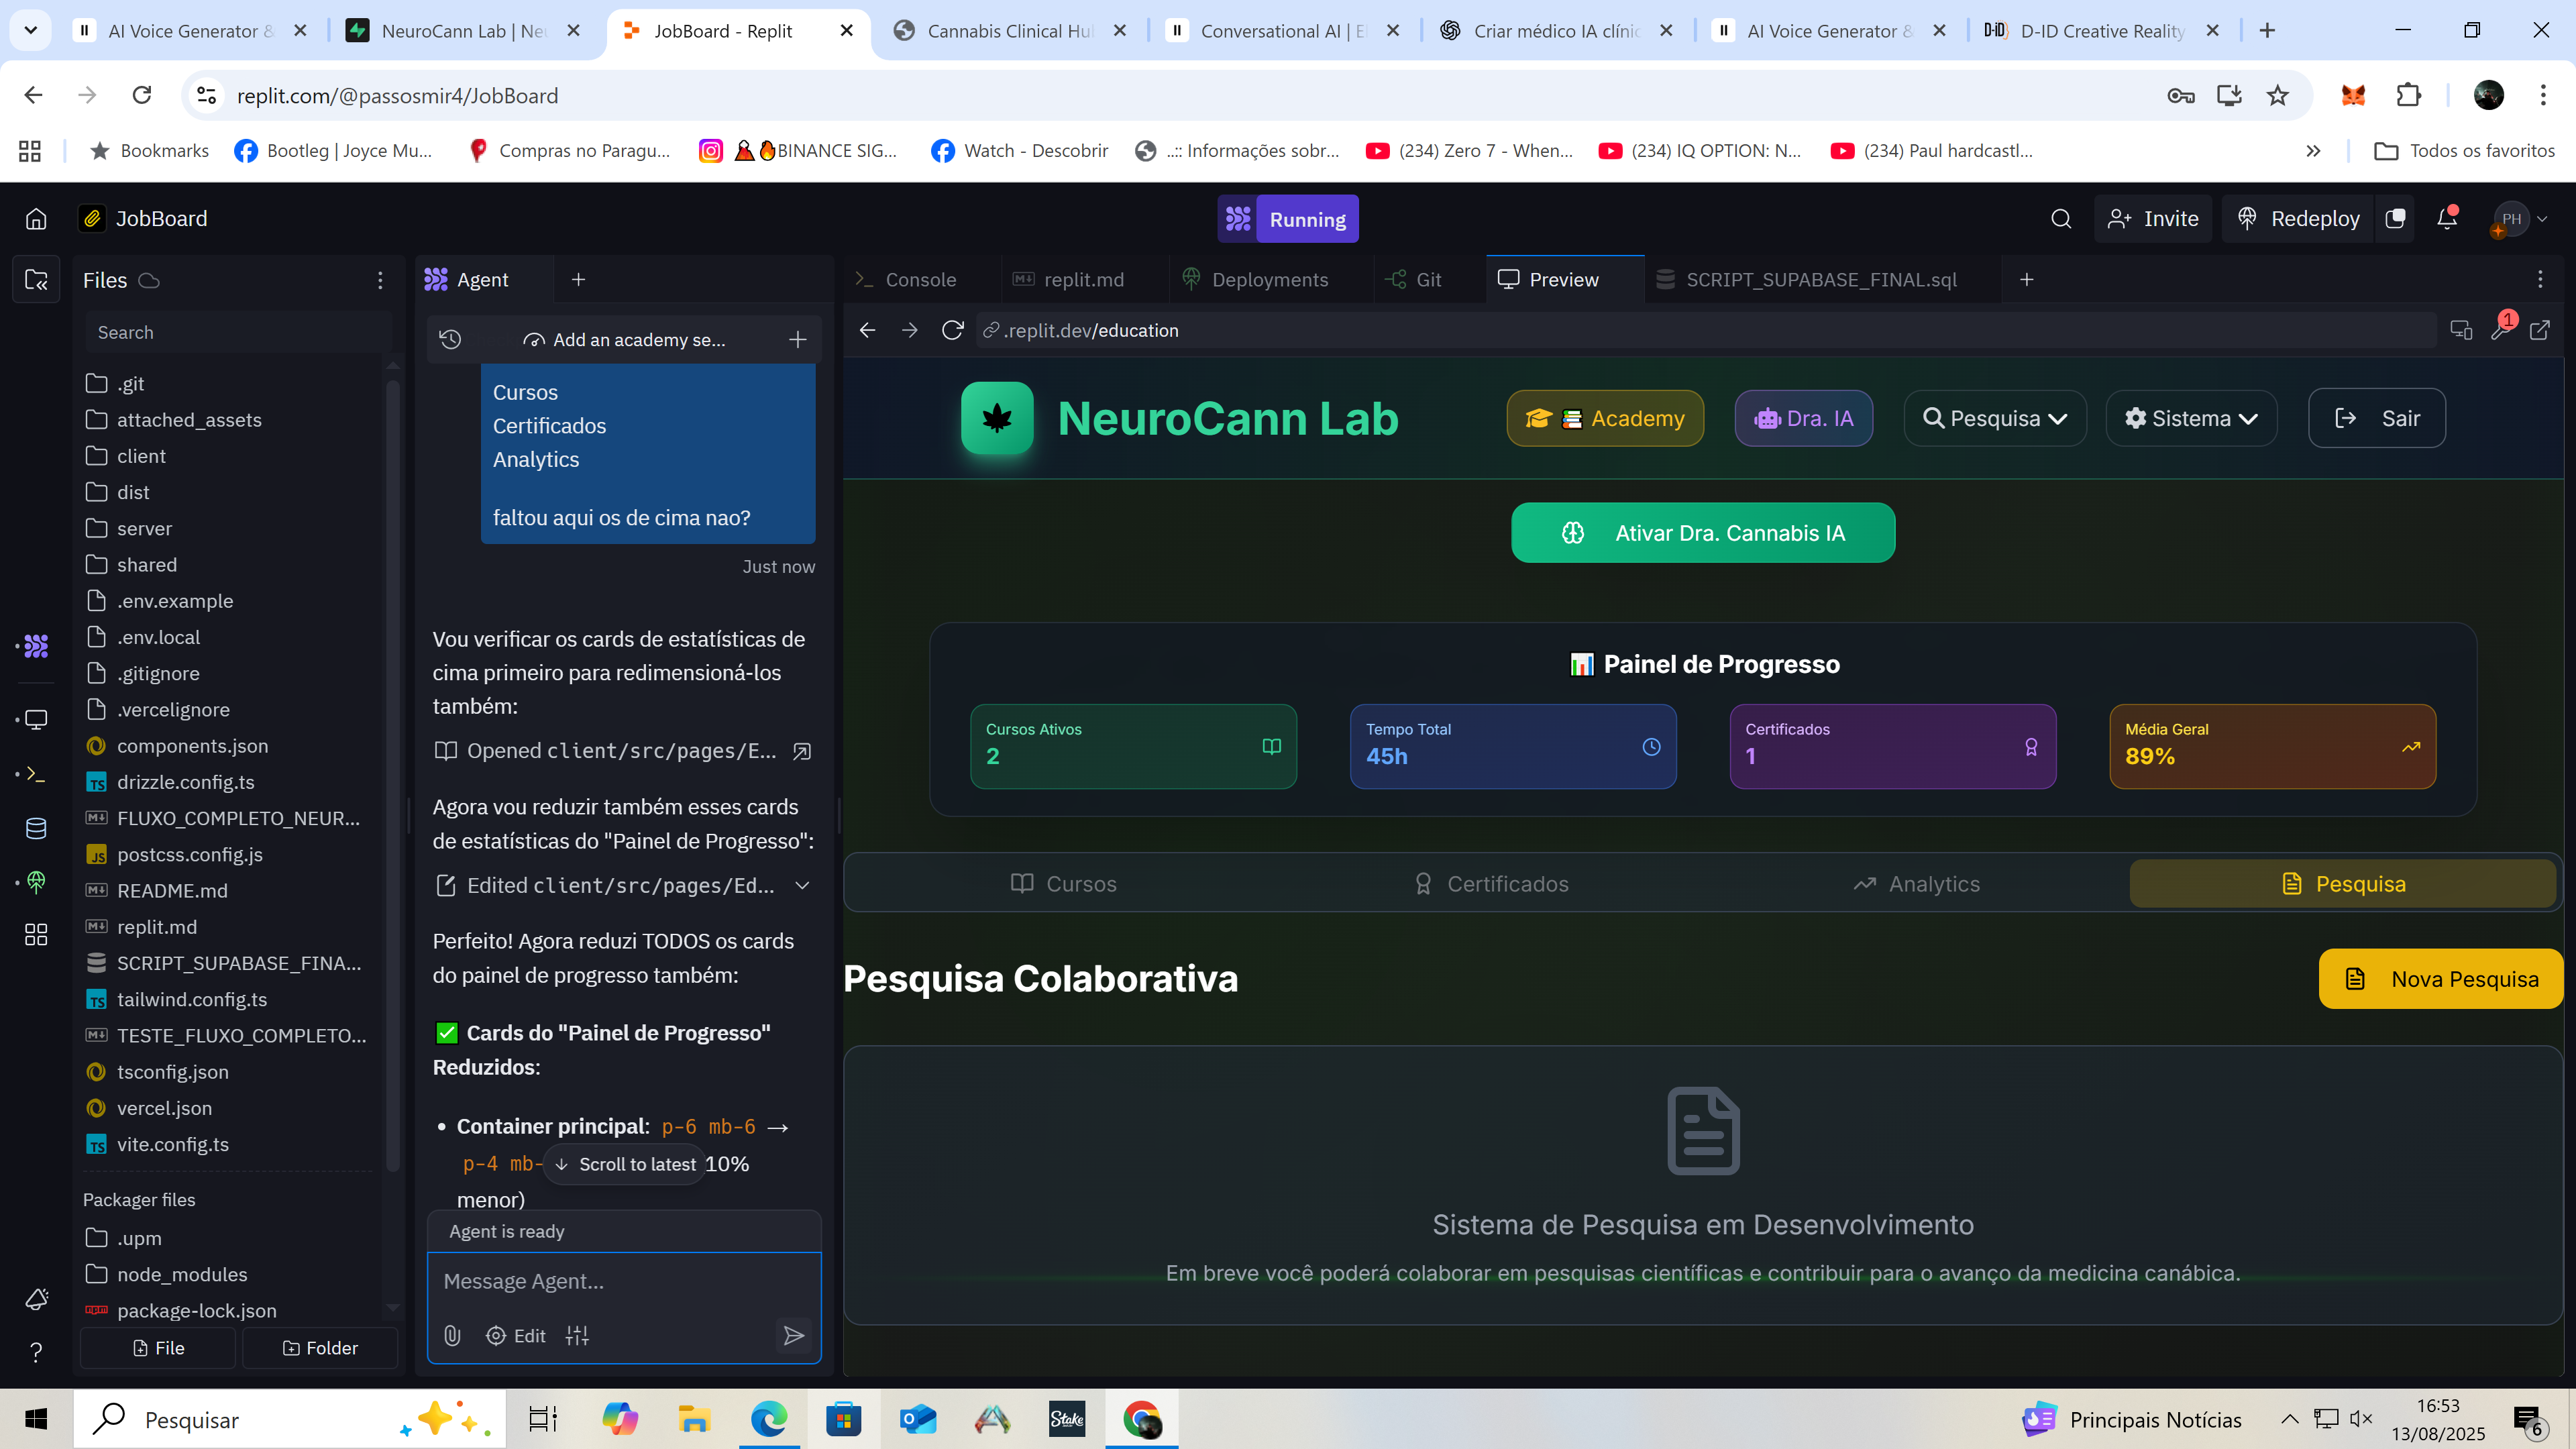 AI Voice Generator &
NeuroCann Lab | Neu
JobBoard - Replit
Cannabis Clinical Hul
Conversational AI | El
Criar médico IA clínic
AI Voice Generator &
D-ID Creative Reality
replit.com/@passosmir4/JobBoard
Bookmarks
Bootleg | Joyce Mu...
Compras no Paragu...
BINANCE SIG...
Watch - Descobrir
..:: Informações sobr...
(234) Zero 7 - When...
(234) IQ OPTION: N...
(234) Paul hardcastl...
Todos os favoritos
JobBoard
Running
Invite
Redeploy
PH
Files
Search
.git
attached_assets
client
dist
server
shared
.env.example
.env.local
.gitignore
.vercelignore
components.json
drizzle.config.ts
FLUXO_COMPLETO_NEUR...
postcss.config.js
README.md
replit.md
SCRIPT_SUPABASE_FINA...
tailwind.config.ts
TESTE_FLUXO_COMPLETO...
tsconfig.json
vercel.json
vite.config.ts
Packager files
.upm
node_modules
package-lock.json
File
Folder
Agent
Add an academy se...
Cursos
Certificados
Analytics
faltou aqui os de cima nao?
Just now
Vou verificar os cards de estatísticas de
cima primeiro para redimensioná-los
também:
Opened client/src/pages/E...
Agora vou reduzir também esses cards
de estatísticas do "Painel de Progresso":
Edited client/src/pages/Ed...
Perfeito! Agora reduzi TODOS os cards
do painel de progresso também:
✅ Cards do "Painel de Progresso"
Reduzidos:
• Container principal: p-6 mb-6 →
p-4 mb- 10%
menor)
Scroll to latest
Agent is ready
Message Agent...
Edit
Console
replit.md
Deployments
Git
Preview
SCRIPT_SUPABASE_FINAL.sql
.replit.dev/education
1
NeuroCann Lab
Academy
Dra. IA
Pesquisa
Sistema
Sair
Ativar Dra. Cannabis IA
Painel de Progresso
Cursos Ativos
2
Tempo Total
45h
Certificados
1
Média Geral
89%
Cursos
Certificados
Analytics
Pesquisa
Pesquisa Colaborativa
Nova Pesquisa
Sistema de Pesquisa em Desenvolvimento
Em breve você poderá colaborar em pesquisas científicas e contribuir para o avanço da medicina canábica.
Pesquisar
Stake
Principais Notícias
16:53
13/08/2025
6